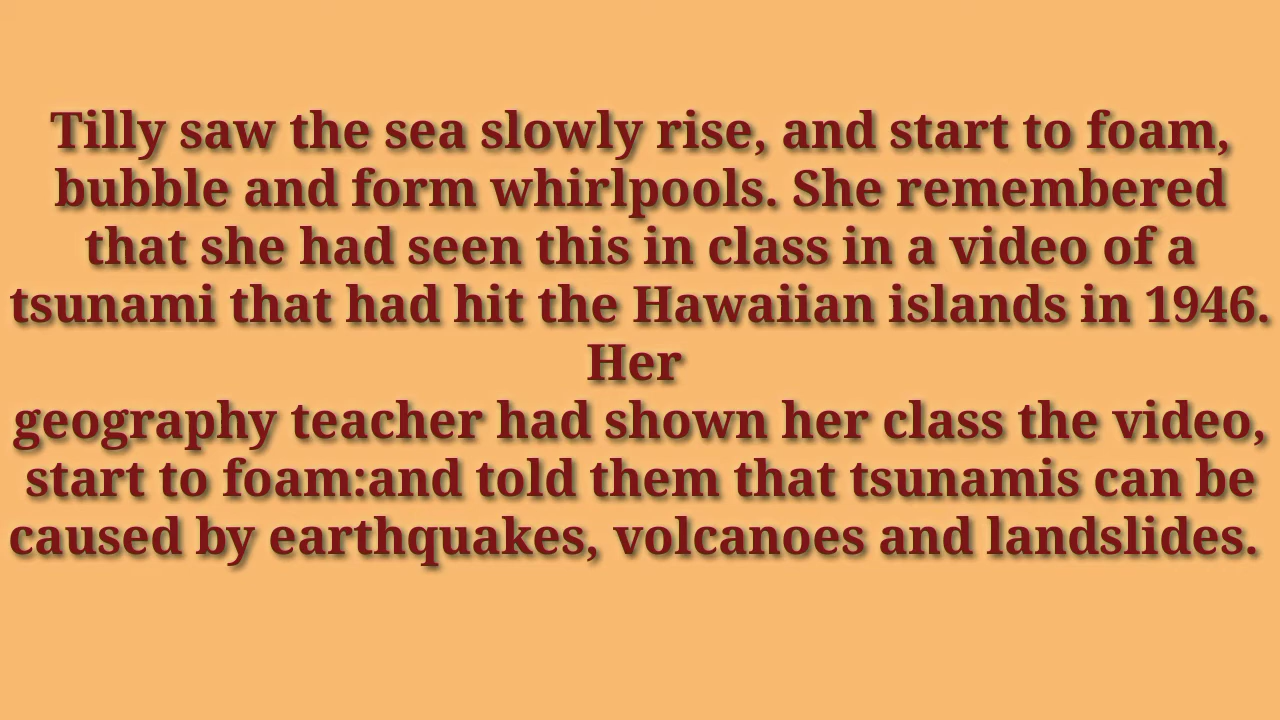 Tilly saw the sea slowly rise, and start to foam,
bubble and form whirlpools. She remembered
that she had seen this in class in a video of a
tsunami that had hit the Hawaiian islands in 1946.
Her
geography teacher had shown her class the video,
start to foam:and told them that tsunamis can be
caused by earthquakes, volcanoes and landslides.